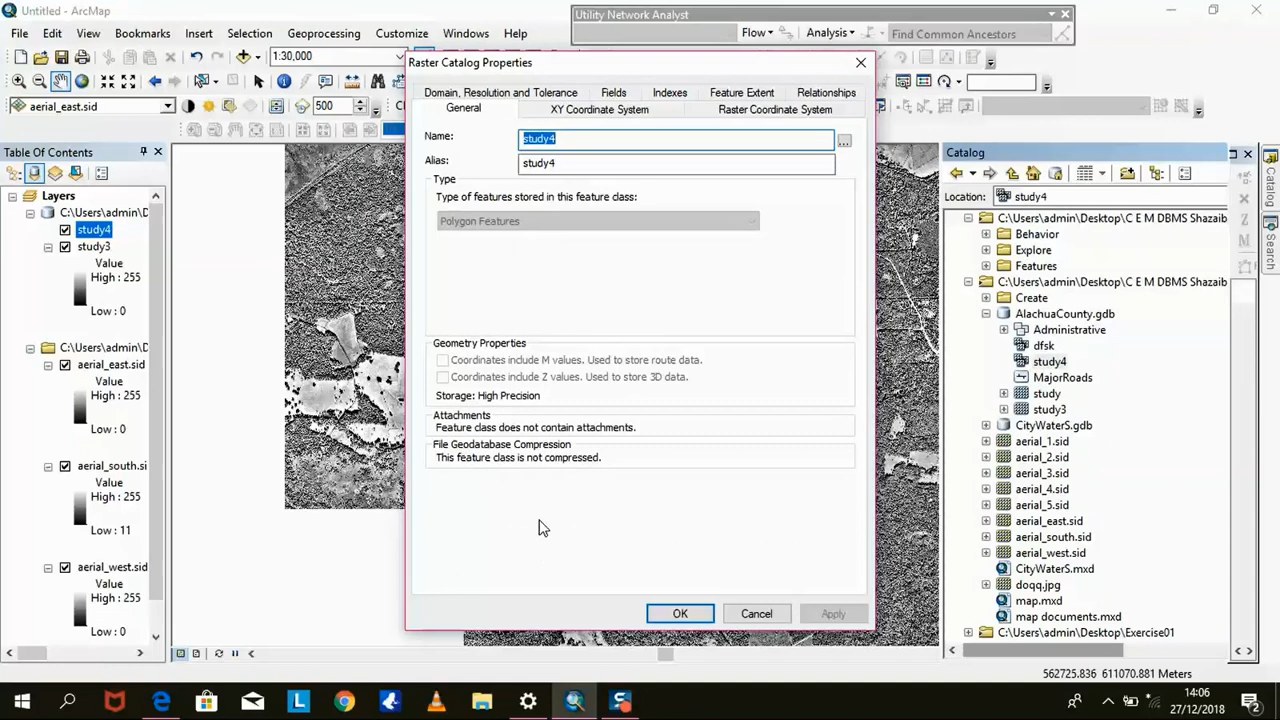 Untitled - ArcMap
Utility Network Analyst
File Edit View Bookmarks Insert Selection Geoprocessing Customize Windows Help
Flow Analysis Find Common Ancestors
1:30,000
Raster Catalog Properties
Domain, Resolution and Tolerance Fields Indexes Feature Extent Relationships
General XY Coordinate System Raster Coordinate System
aerial_east.sid
500
Name: study4
Alias: study4
Type
Type of features stored in this feature class:
Polygon Features
Geometry Properties
Coordinates include M values. Used to store route data.
Coordinates include Z values. Used to store 3D data.
Storage: High Precision
Attachments
Feature class does not contain attachments.
File Geodatabase Compression
This feature class is not compressed.
OK Cancel Apply
Table Of Contents
Layers
C:\Users\admin\D
study4
study3
Value
High : 255
Low : 0
C:\Users\admin\D
aerial_east.sid
Value
High : 255
Low : 0
aerial_south.si
Value
High : 255
Low : 11
aerial_west.sid
Value
High : 255
Low : 0
Catalog
Location: study4
C:\Users\admin\Desktop\C E M DBMS Shazaib
Behavior
Explore
Features
C:\Users\admin\Desktop\C E M DBMS Shazaib
Create
AlachuaCounty.gdb
Administrative
dfsk
study4
MajorRoads
study
study3
CityWaterS.gdb
aerial_1.sid
aerial_2.sid
aerial_3.sid
aerial_4.sid
aerial_5.sid
aerial_east.sid
aerial_south.sid
aerial_west.sid
CityWaterS.mxd
doqq.jpg
map.mxd
map documents.mxd
C:\Users\admin\Desktop\Exercise01
Catalog
Search
562725.836 611070.881 Meters
14:06
27/12/2018